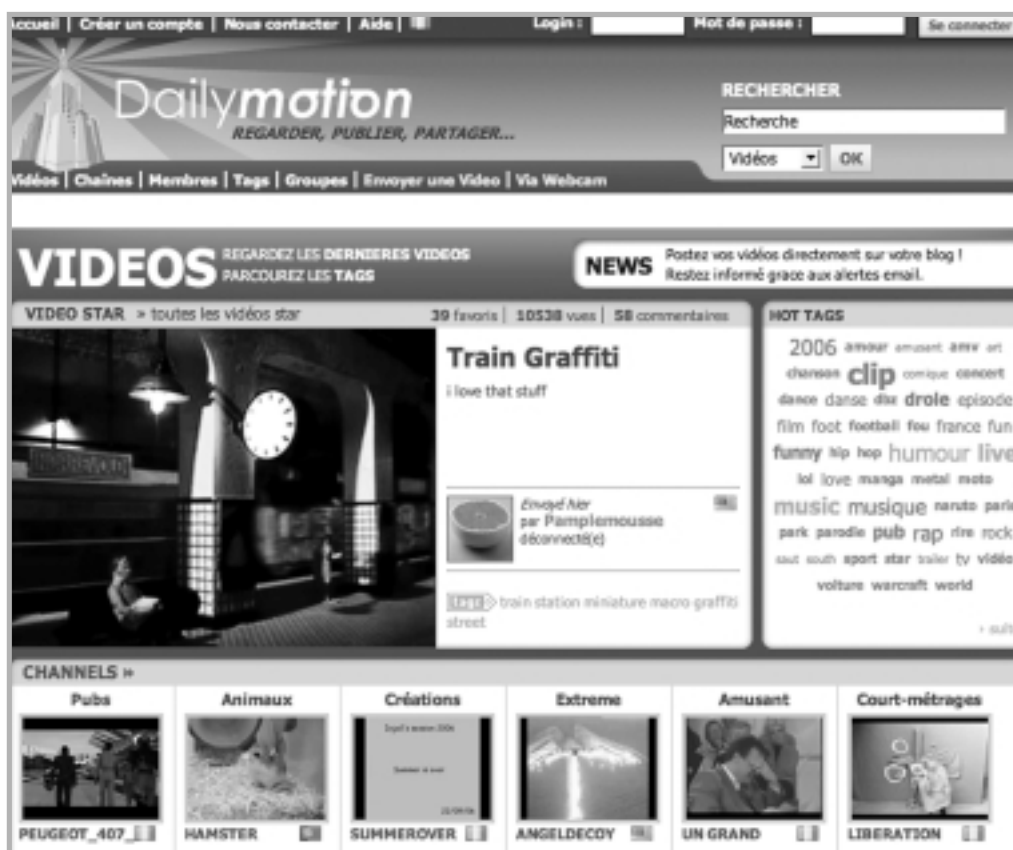 Accueil | Créer un compte | Nous contacter | Aide |
Login :
Mot de passe :
Se connecter
Dailymotion
REGARDER, PUBLIER, PARTAGER...
RECHERCHER
Recherche
Vidéos
OK
Vidéos | Chaînes | Membres | Tags | Groupes | Envoyer une Video | Via Webcam
VIDEOS
REGARDEZ LES DERNIERES VIDEOS
PARCOUREZ LES TAGS
NEWS
Postez vos vidéos directement sur votre blog !
Restez informé grace aux alertes email.
VIDEO STAR » toutes les vidéos star
39 favoris | 10538 vues | 58 commentaires
Train Graffiti
i love that stuff
Envoyé hier
par Pamplemousse
déconnecté(e)
tags train station miniature macro graffiti
street
HOT TAGS
2006 amour amusant amv art
chanson clip comique concert
dance danse dbz drole episode
film foot football fou france fun
funny hip hop humour live
lol love manga metal moto
music musique naruto paris
park parodie pub rap rire rock
saut south sport star trailer tv vidéo
voiture warcraft world
› suite
CHANNELS »
Pubs
Animaux
Créations
Extreme
Amusant
Court-métrages
PEUGEOT_407_
HAMSTER
SUMMEROVER
ANGELDECOY
UN GRAND
LIBERATION